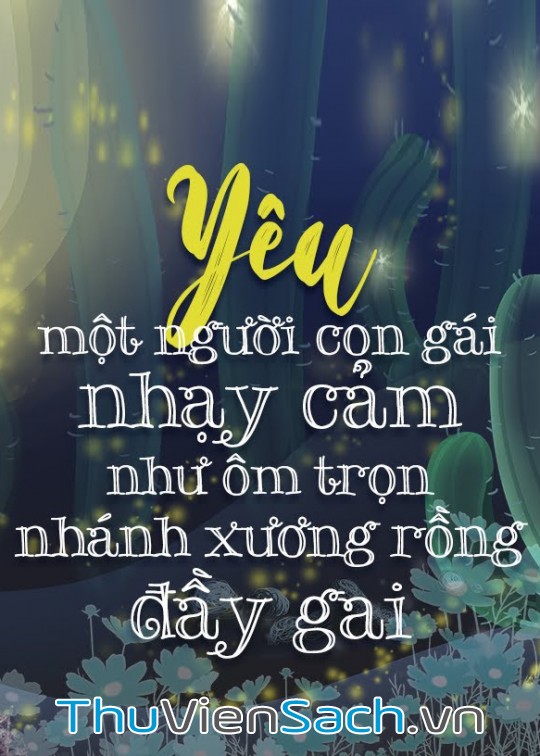 Yêu
một người con gái
nhạy cảm
như ôm trọn
nhánh xương rồng
đầy gai
ThuVienSach.vn